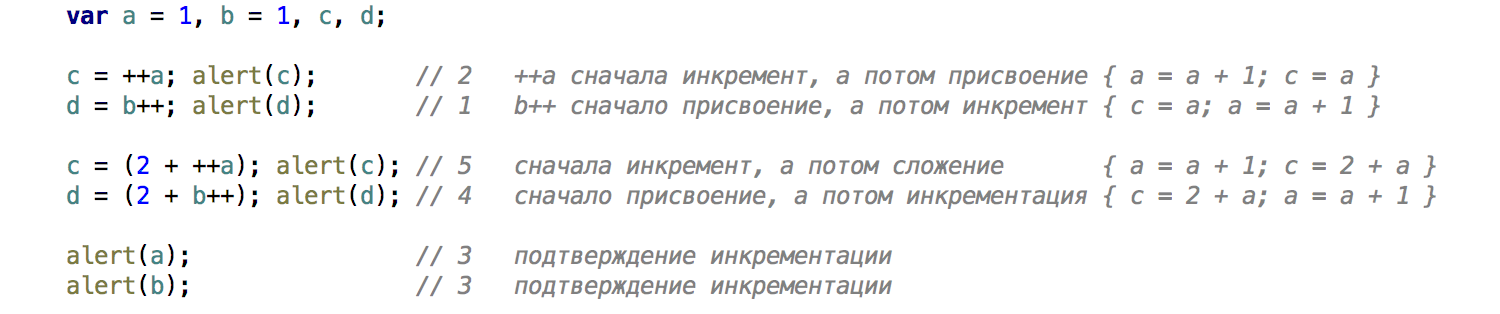 var a = 1, b = 1, c, d;
c = ++a; alert(c); // 2 ++a сначала инкремент, а потом присвоение { a = a + 1; c = a }
d = b++; alert(d); // 1 b++ сначало присвоение, а потом инкремент { c = a; a = a + 1 }
c = (2 + ++a); alert(c); // 5 сначала инкремент, а потом сложение { a = a + 1; c = 2 + a }
d = (2 + b++); alert(d); // 4 сначало присвоение, а потом инкрементация { c = 2 + a; a = a + 1 }
alert(a); // 3 подтверждение инкрементации
alert(b); // 3 подтверждение инкрементации